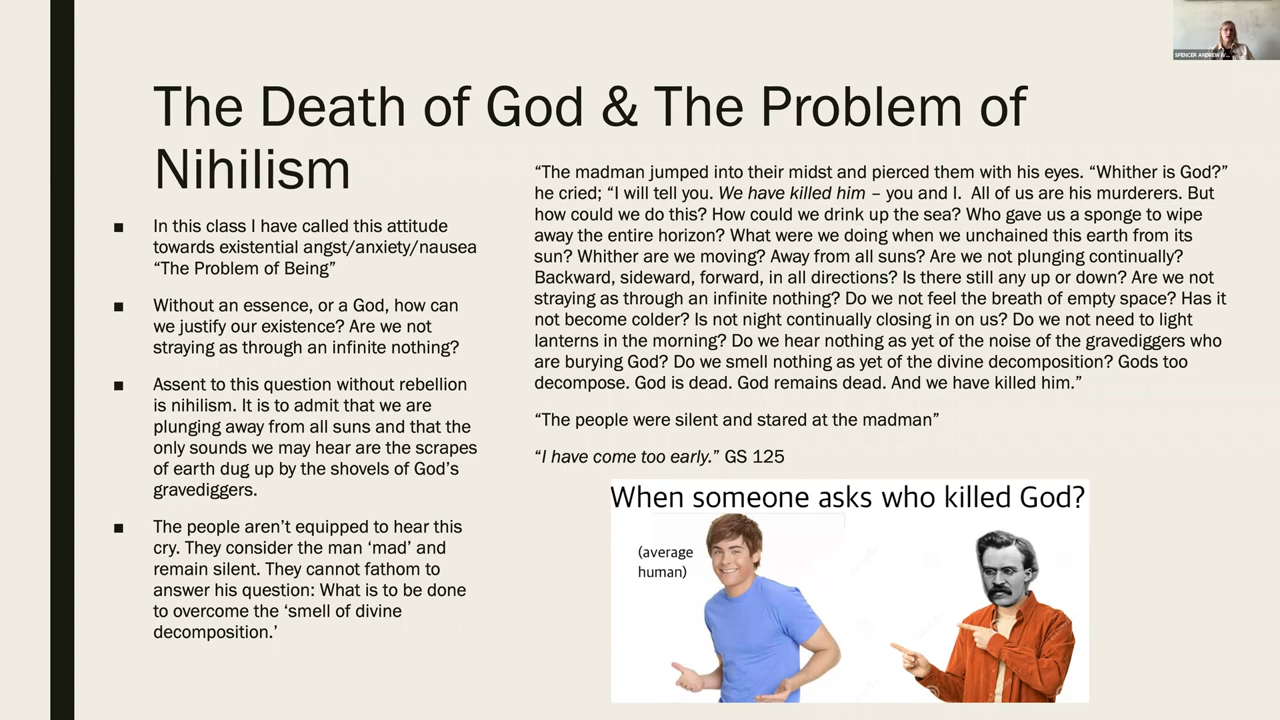 The Death of God & The Problem of
Nihilism
■ In this class I have called this attitude
towards existential angst/anxiety/nausea
“The Problem of Being”
■ Without an essence, or a God, how can
we justify our existence? Are we not
straying as through an infinite nothing?
■ Assent to this question without rebellion
is nihilism. It is to admit that we are
plunging away from all suns and that the
only sounds we may hear are the scrapes
of earth dug up by the shovels of God’s
gravediggers.
■ The people aren’t equipped to hear this
cry. They consider the man ‘mad’ and
remain silent. They cannot fathom to
answer his question: What is to be done
to overcome the ‘smell of divine
decomposition.’
“The madman jumped into their midst and pierced them with his eyes. “Whither is God?”
he cried; “I will tell you. We have killed him – you and I.  All of us are his murderers. But
how could we do this? How could we drink up the sea? Who gave us a sponge to wipe
away the entire horizon? What were we doing when we unchained this earth from its
sun? Whither are we moving? Away from all suns? Are we not plunging continually?
Backward, sideward, forward, in all directions? Is there still any up or down? Are we not
straying as through an infinite nothing? Do we not feel the breath of empty space? Has it
not become colder? Is not night continually closing in on us? Do we not need to light
lanterns in the morning? Do we hear nothing as yet of the noise of the gravediggers who
are burying God? Do we smell nothing as yet of the divine decomposition? Gods too
decompose. God is dead. God remains dead. And we have killed him.”
“The people were silent and stared at the madman”
“I have come too early.” GS 125
When someone asks who killed God?
(average
human)
SPENCER ANDREW IV...